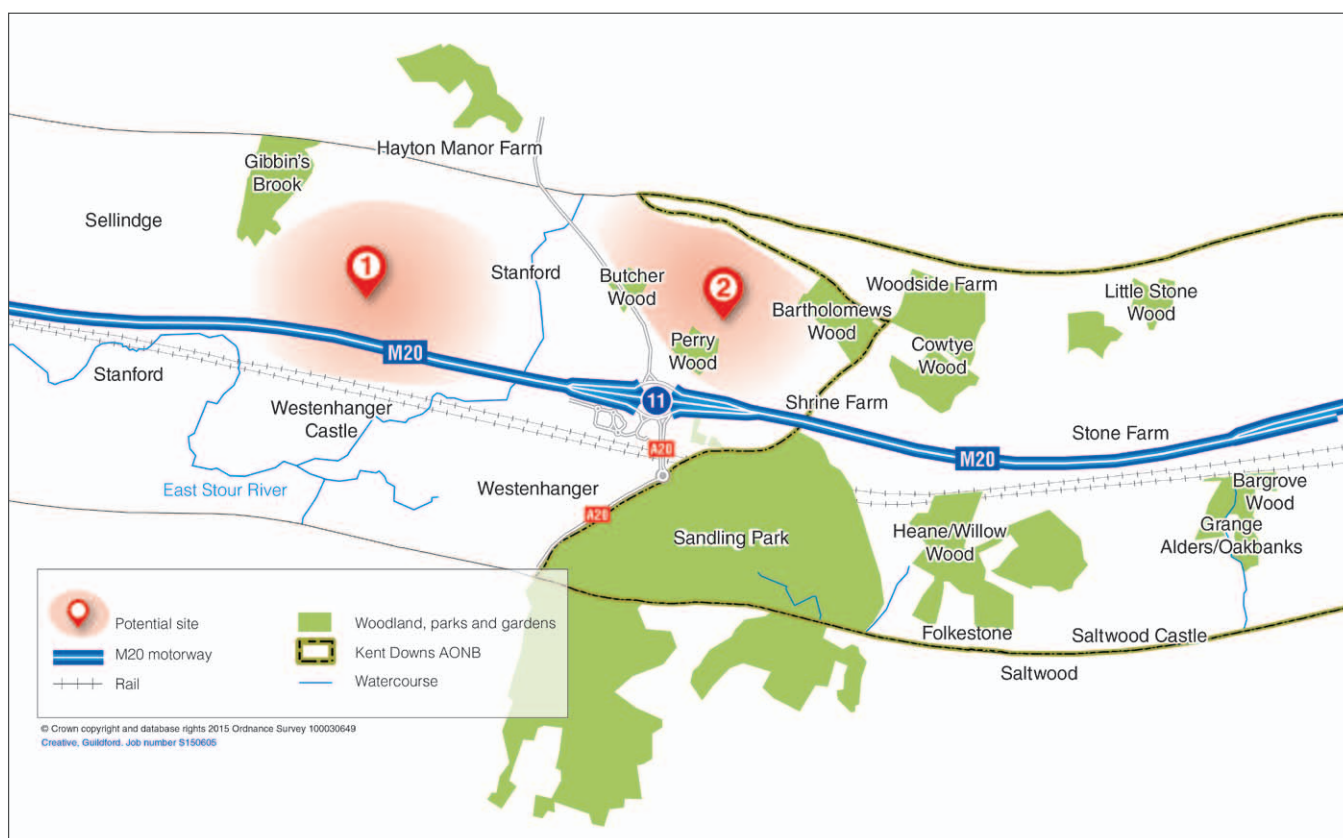 Hayton Manor Farm
Gibbin's
Brook
Sellindge
1
Stanford
Butcher
Wood
2
Bartholomews
Wood
Woodside Farm
Little Stone
Wood
Perry
Wood
Cowtye
Wood
M20
Stanford
11
Shrine Farm
Westenhanger
Castle
A20
M20
Stone Farm
East Stour River
Westenhanger
A20
Bargrove
Wood
Sandling Park
Heane/Willow
Wood
Grange
Alders/Oakbanks
Folkestone
Saltwood Castle
Saltwood
Potential site
M20 motorway
Rail
Woodland, parks and gardens
Kent Downs AONB
Watercourse
© Crown copyright and database rights 2015 Ordnance Survey 100030649
Creative, Guildford. Job number S150605